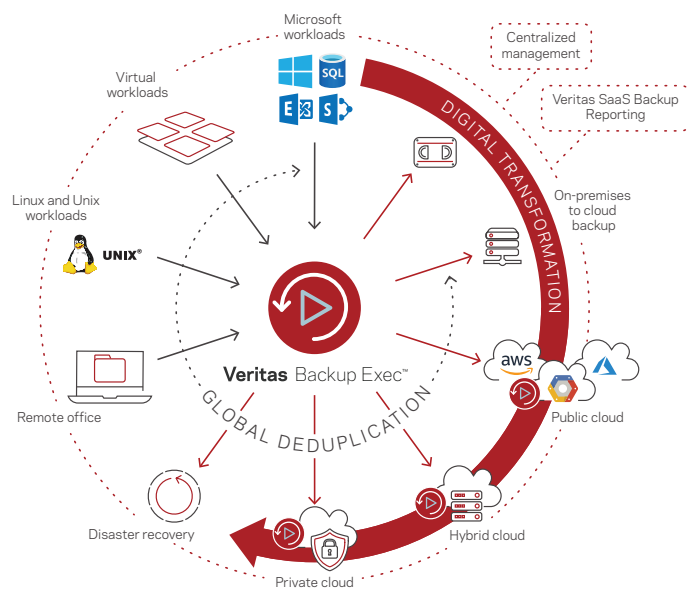 Microsoft
workloads
Centralized
management
Virtual
workloads
SQL
E
S
Veritas SaaS Backup
Reporting
DIGITAL TRANSFORMATION
Linux and Unix
workloads
On-premises
to cloud
backup
UNIX®
aws
Veritas Backup Exec™
GLOBAL DEDUPLICATION
Remote office
Public cloud
Disaster recovery
Hybrid cloud
Private cloud